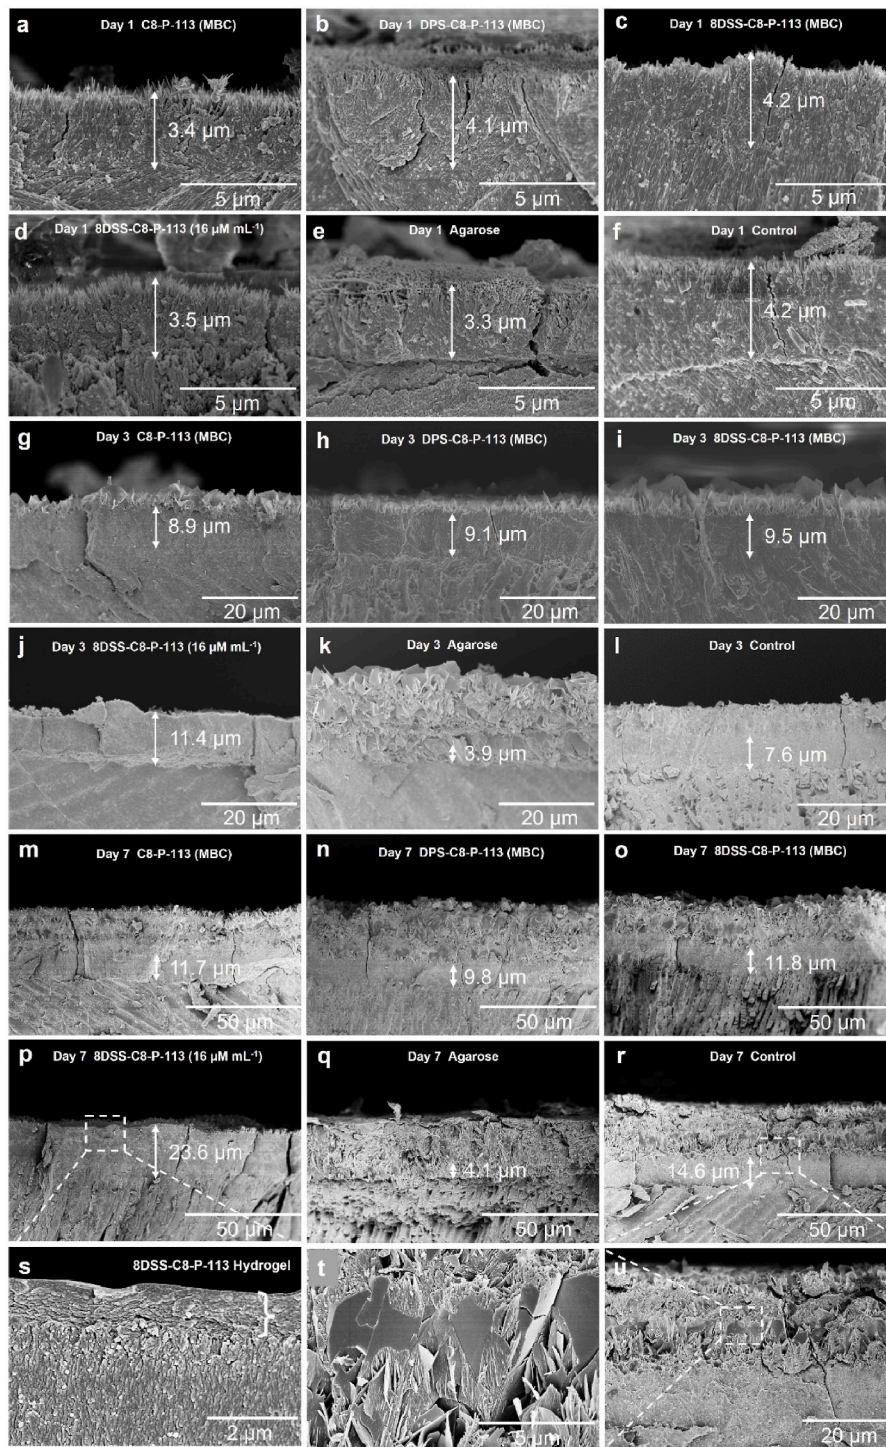 a Day 1 C8-P-113 (MBC)
3.4 µm
5 µm
b Day 1 DPS-C8-P-113 (MBC)
4.1 µm
5 µm
c Day 1 8DSS-C8-P-113 (MBC)
4.2 µm
5 µm
d Day 1 8DSS-C8-P-113 (16 µM mL⁻¹)
3.5 µm
5 µm
e Day 1 Agarose
3.3 µm
5 µm
f Day 1 Control
4.2 µm
5 µm
g Day 3 C8-P-113 (MBC)
8.9 µm
20 µm
h Day 3 DPS-C8-P-113 (MBC)
9.1 µm
20 µm
i Day 3 8DSS-C8-P-113 (MBC)
9.5 µm
20 µm
j Day 3 8DSS-C8-P-113 (16 µM mL⁻¹)
11.4 µm
20 µm
k Day 3 Agarose
3.9 µm
20 µm
l Day 3 Control
7.6 µm
20 µm
m Day 7 C8-P-113 (MBC)
11.7 µm
50 µm
n Day 7 DPS-C8-P-113 (MBC)
9.8 µm
50 µm
o Day 7 8DSS-C8-P-113 (MBC)
11.8 µm
50 µm
p Day 7 8DSS-C8-P-113 (16 µM mL⁻¹)
23.6 µm
50 µm
q Day 7 Agarose
4.1 µm
50 µm
r Day 7 Control
14.6 µm
50 µm
s 8DSS-C8-P-113 Hydrogel
2 µm
t
5 µm
u
20 µm